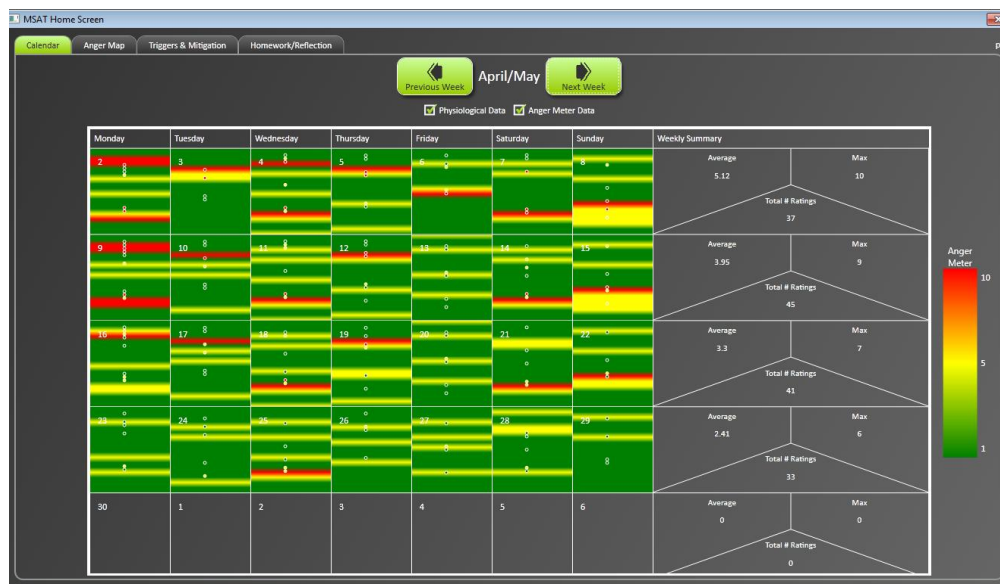 MSAT Home Screen
Calendar Anger Map Triggers & Mitigation Homework/Reflection
Previous Week April/May Next Week
Physiological Data Anger Meter Data
Monday Tuesday Wednesday Thursday Friday Saturday Sunday Weekly Summary
2 3 4 5 6 7 8
Average Max
5.12 10
Total # Ratings
37
9 10 11 12 13 14 15
Average Max
3.95 9
Total # Ratings
45
16 17 18 19 20 21 22
Average Max
3.3 7
Total # Ratings
41
23 24 25 26 27 28 29
Average Max
2.41 6
Total # Ratings
33
30 1 2 3 4 5 6
Average Max
0 0
Total # Ratings
0
Anger
Meter
10
5
1